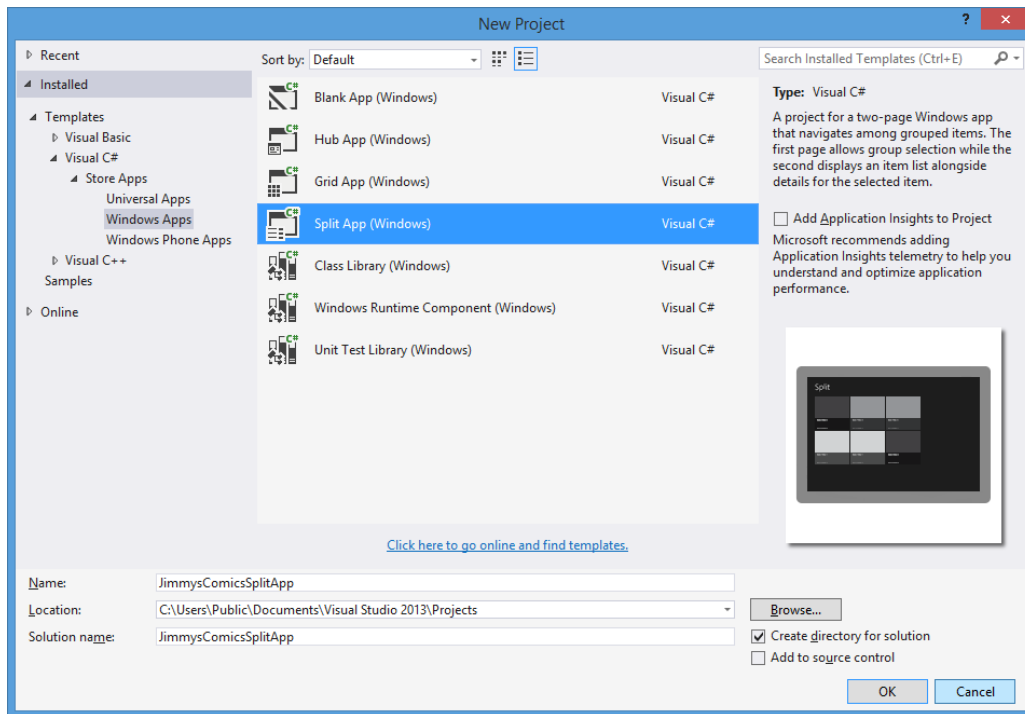 New Project
?
Recent
Installed
Templates
Visual Basic
Visual C#
Store Apps
Universal Apps
Windows Apps
Windows Phone Apps
Visual C++
Samples
Online
Sort by: Default
C# Blank App (Windows) Visual C#
C# Hub App (Windows) Visual C#
C# Grid App (Windows) Visual C#
C# Split App (Windows) Visual C#
C# Class Library (Windows) Visual C#
C# Windows Runtime Component (Windows) Visual C#
C# Unit Test Library (Windows) Visual C#
Click here to go online and find templates.
Search Installed Templates (Ctrl+E)
Type: Visual C#
A project for a two-page Windows app
that navigates among grouped items. The
first page allows group selection while the
second displays an item list alongside
details for the selected item.
Add Application Insights to Project
Microsoft recommends adding
Application Insights telemetry to help you
understand and optimize application
performance.
Split
Name: JimmysComicsSplitApp
Location: C:\Users\Public\Documents\Visual Studio 2013\Projects
Browse...
Solution name: JimmysComicsSplitApp
Create directory for solution
Add to source control
OK Cancel